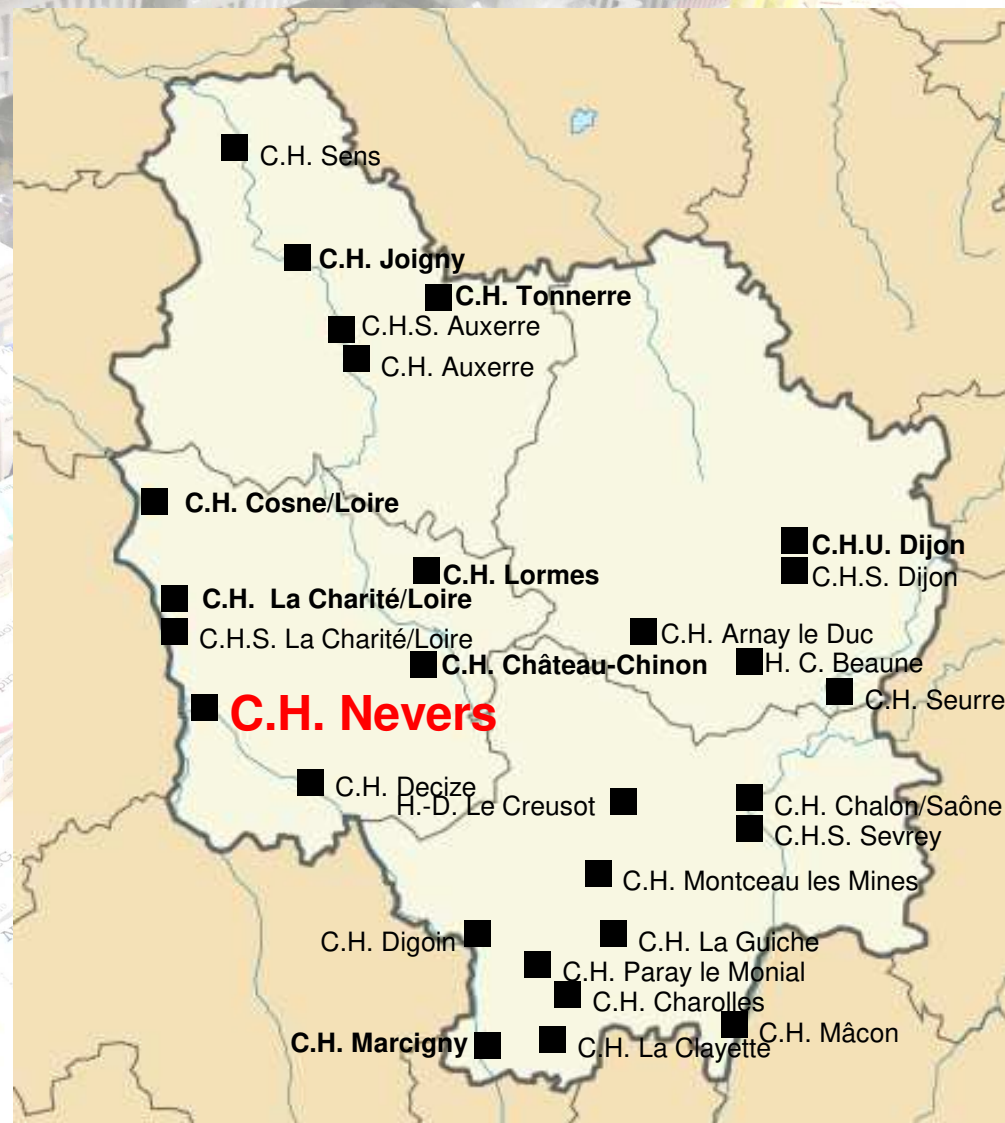 C.H. Sens
C.H. Joigny
C.H. Tonnerre
C.H.S. Auxerre
C.H. Auxerre
C.H. Cosne/Loire
C.H.U. Dijon
C.H. Lormes
C.H.S. Dijon
C.H. La Charité/Loire
C.H.S. La Charité/Loire
C.H. Arnay le Duc
C.H. Château-Chinon
H. C. Beaune
C.H. Seurre
C.H. Nevers
C.H. Decize
H.-D. Le Creusot
C.H. Chalon/Saône
C.H.S. Sevrey
C.H. Montceau les Mines
C.H. Digoin
C.H. La Guiche
C.H. Paray le Monial
C.H. Charolles
C.H. Mâcon
C.H. Marcigny
C.H. La Clayette